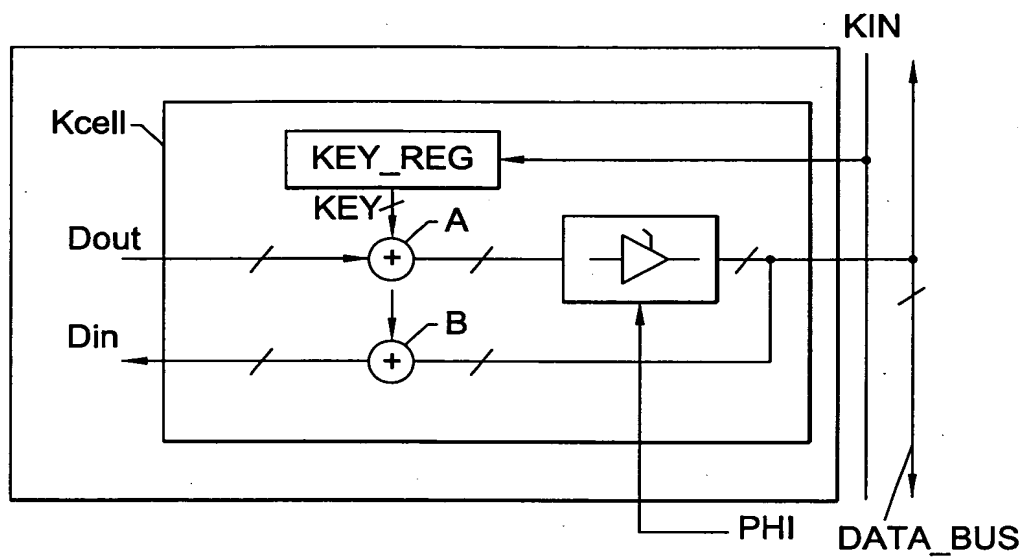 KIN
Kcell
KEY_REG
KEY
A
Dout
+
B
Din
+
PHI
DATA_BUS